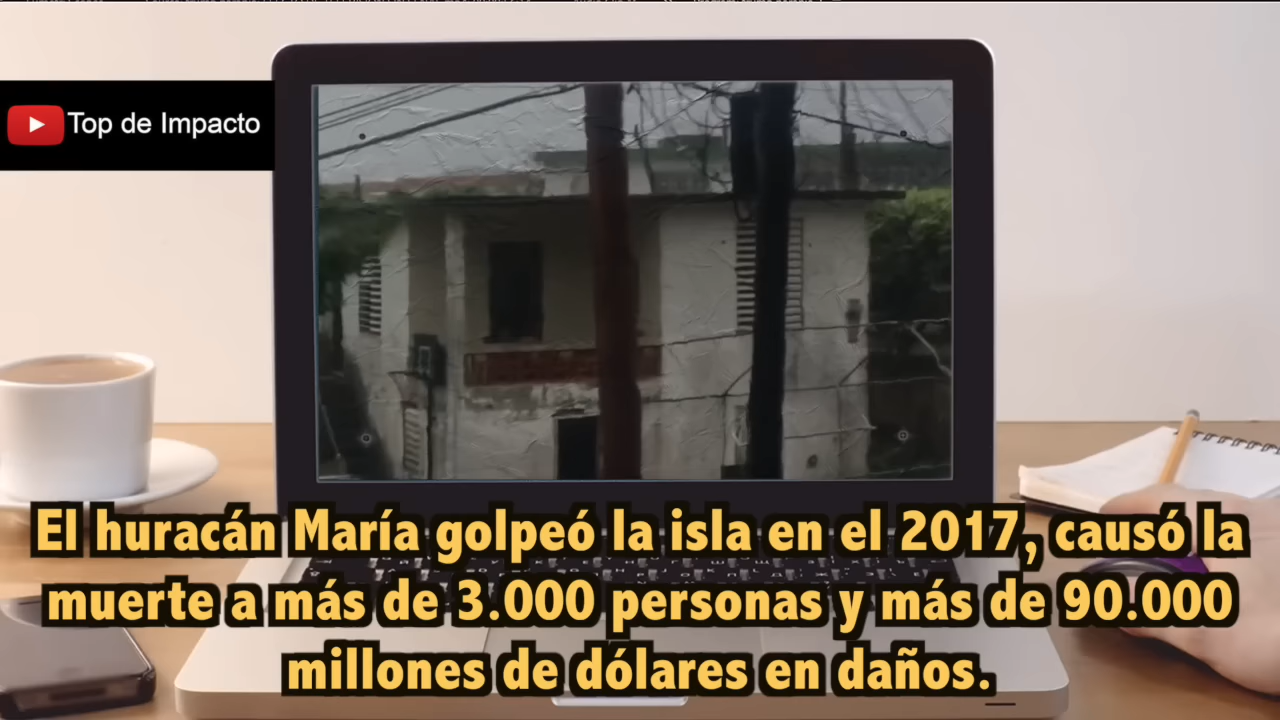 Top de Impacto
El huracán María golpeó la isla en el 2017, causó la
muerte a más de 3.000 personas y más de 90.000
millones de dólares en daños.